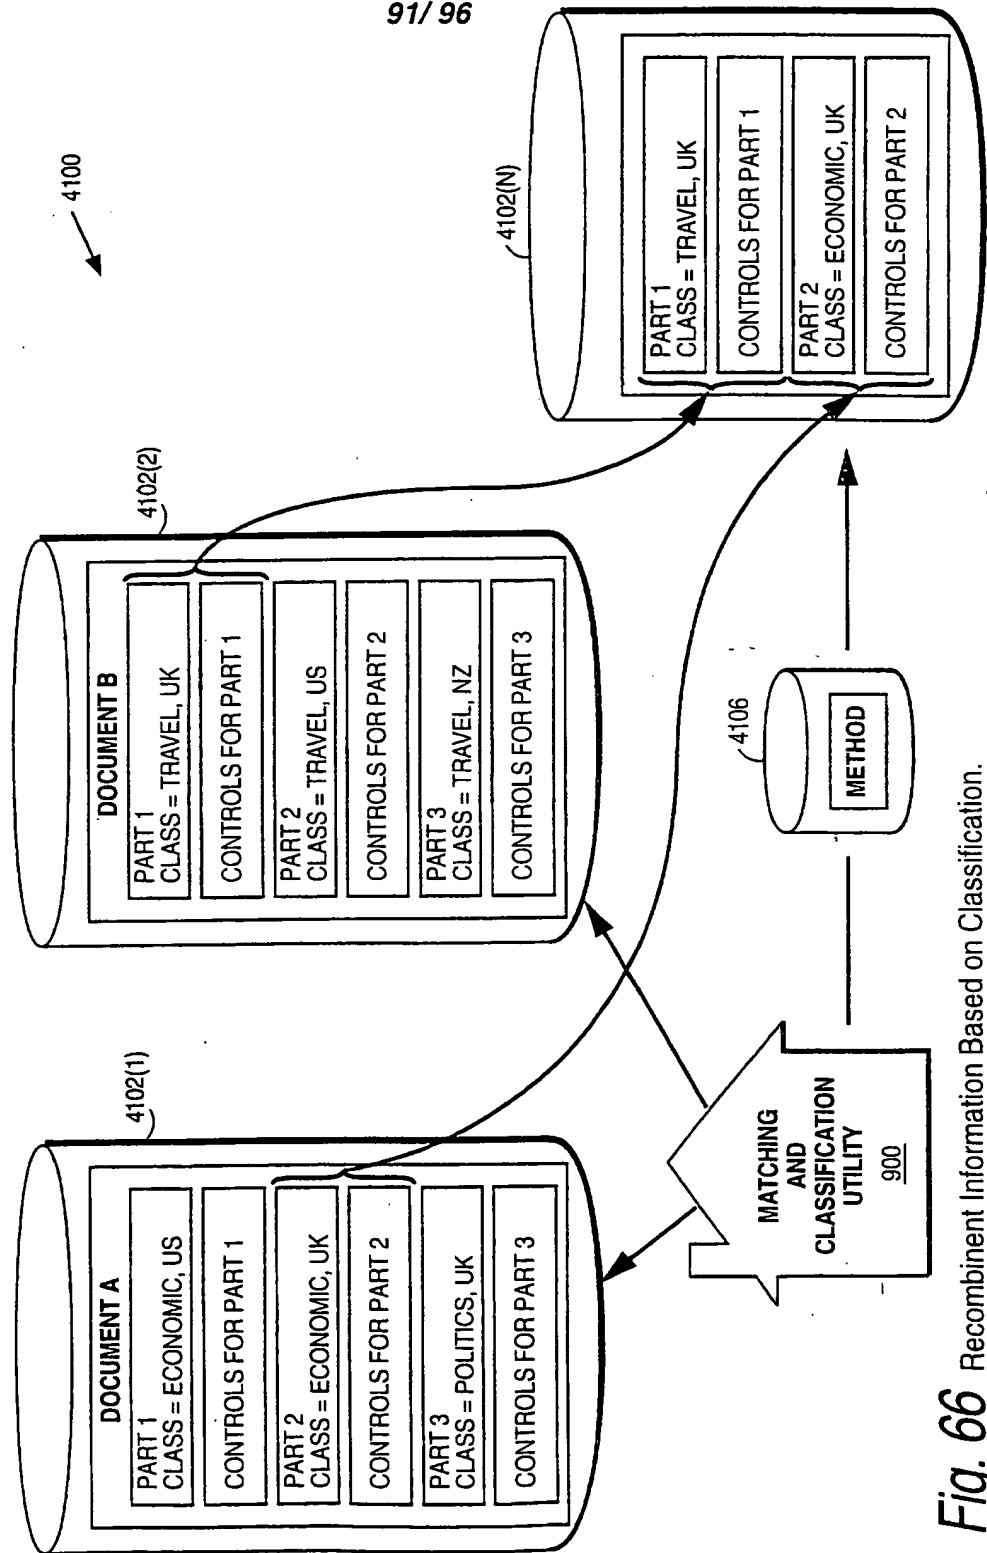 91/96
4100
4102(1)
DOCUMENT A
PART 1
CLASS = ECONOMIC, US
CONTROLS FOR PART 1
PART 2
CLASS = ECONOMIC, UK
CONTROLS FOR PART 2
PART 3
CLASS = POLITICS, UK
CONTROLS FOR PART 3
4102(2)
DOCUMENT B
PART 1
CLASS = TRAVEL, UK
CONTROLS FOR PART 1
PART 2
CLASS = TRAVEL, US
CONTROLS FOR PART 2
PART 3
CLASS = TRAVEL, NZ
CONTROLS FOR PART 3
4102(N)
PART 1
CLASS = TRAVEL, UK
CONTROLS FOR PART 1
PART 2
CLASS = ECONOMIC, UK
CONTROLS FOR PART 2
MATCHING
AND
CLASSIFICATION
UTILITY
900
4106
METHOD
Fig. 66 Recombinent Information Based on Classification.